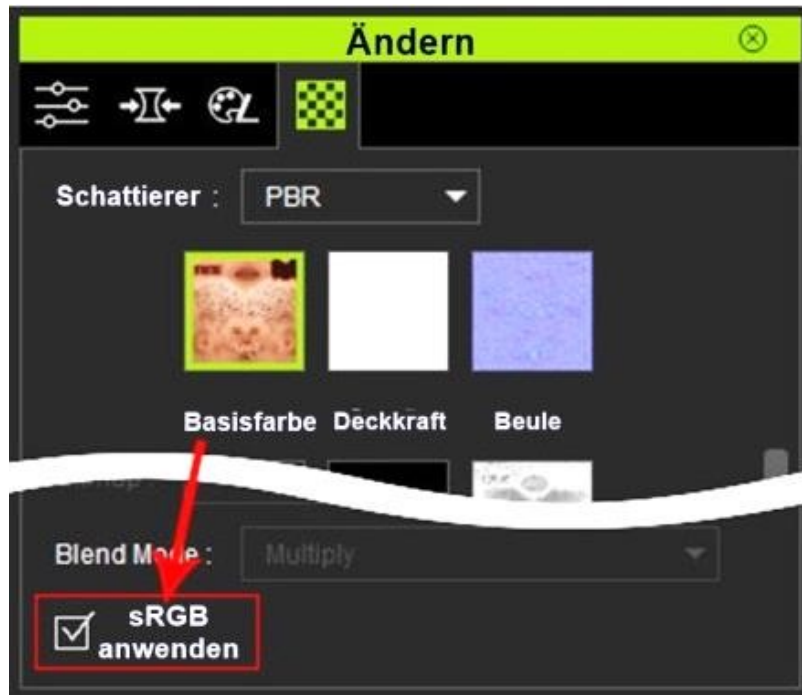 Ändern
Schattierer :
PBR
Basisfarbe
Deckkraft
Beule
Blend Mode :
Multiply
sRGB
anwenden